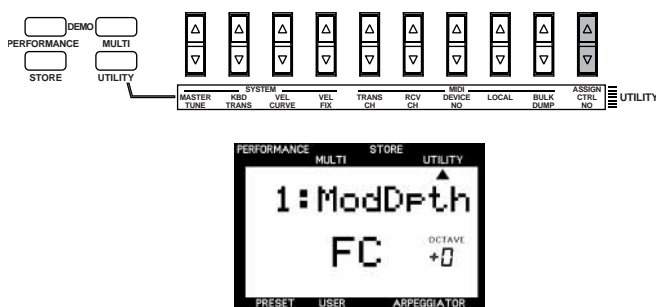 DEMO
PERFORMANCE MULTI
STORE UTILITY
SYSTEM MIDI ASSIGN
MASTER TUNE KBD TRANS VEL CURVE VEL FIX TRANS CH RCV CH DEVICE NO LOCAL BULK DUMP CTRL NO UTILITY
PERFORMANCE STORE
MULTI UTILITY
1:ModDpth
FC OCTAVE +0
PRESET USER ARPEGGIATOR